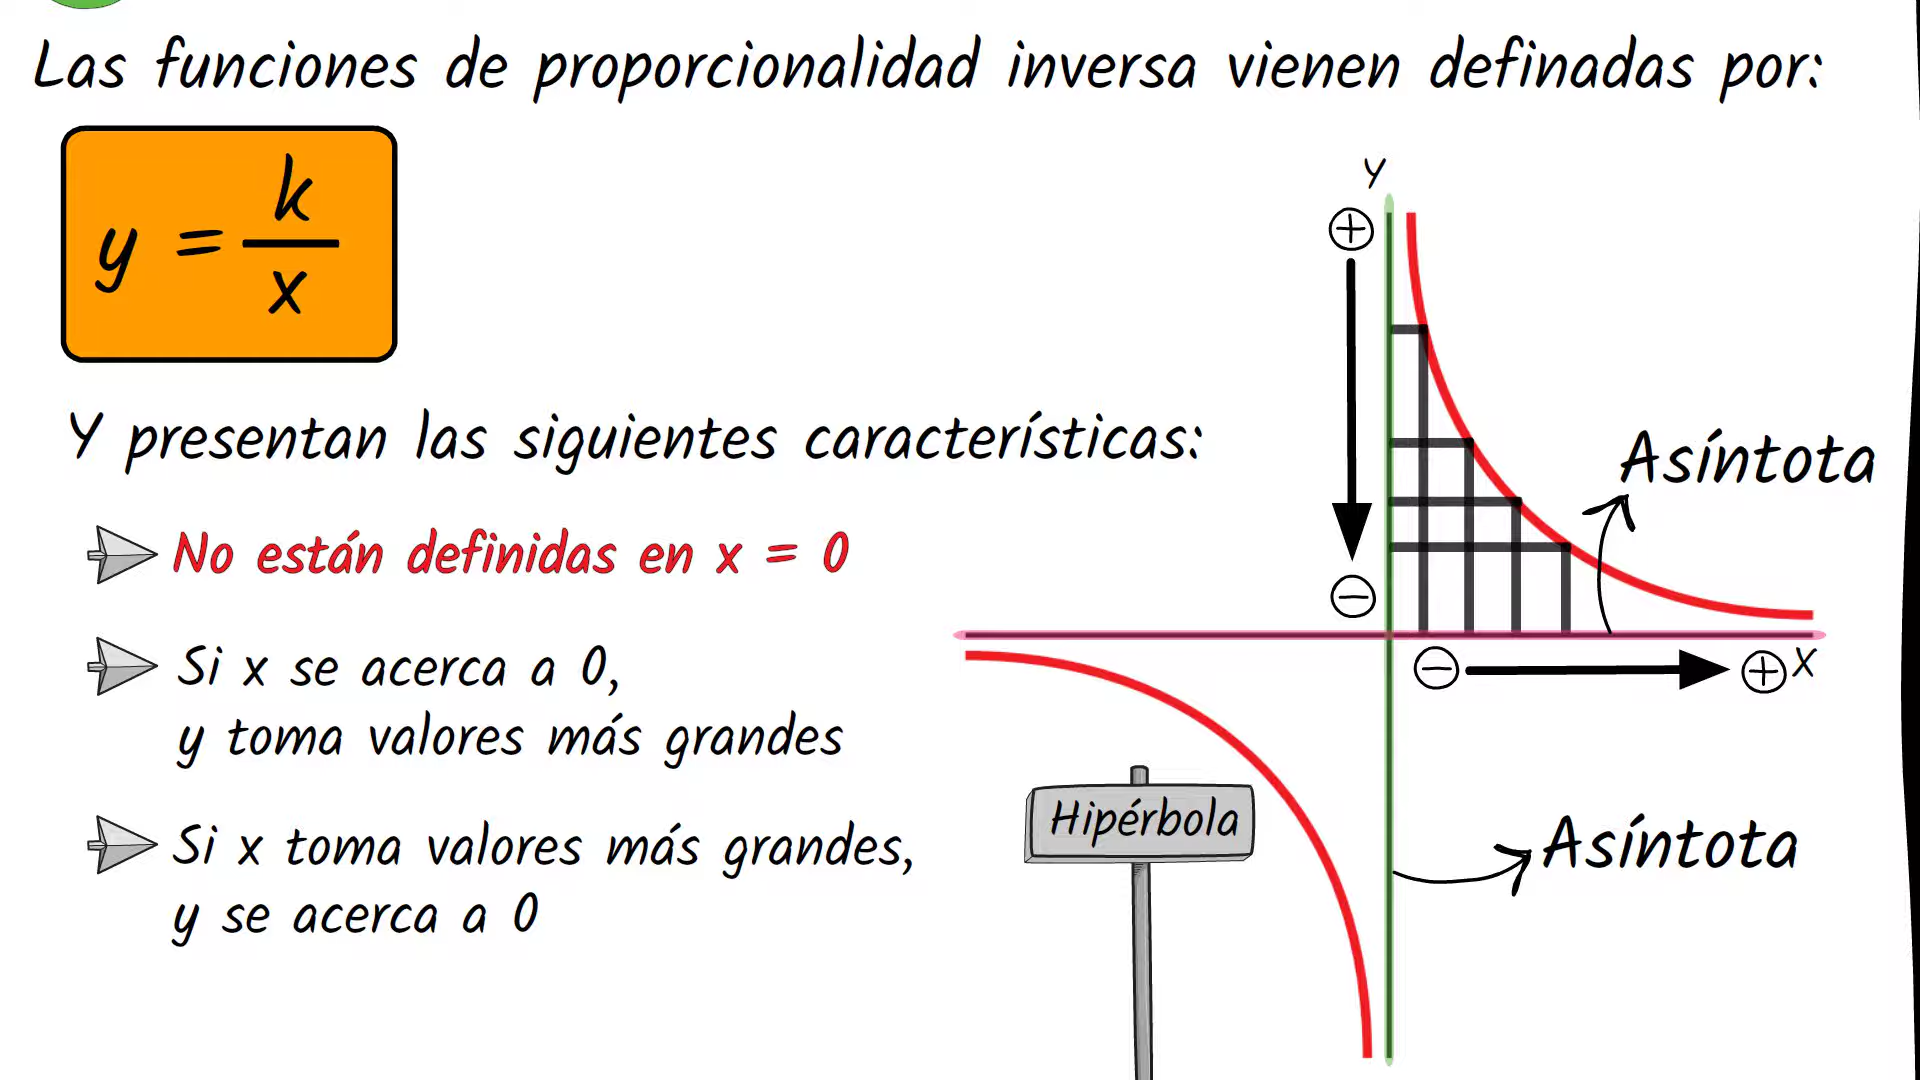 Las funciones de proporcionalidad inversa vienen definadas por:
y = k/x
Y presentan las siguientes características:
No están definidas en x = 0
Si x se acerca a 0,
y toma valores más grandes
Si x toma valores más grandes,
y se acerca a 0
Y
+
−
Asíntota
−
+
X
Hipérbola
Asíntota